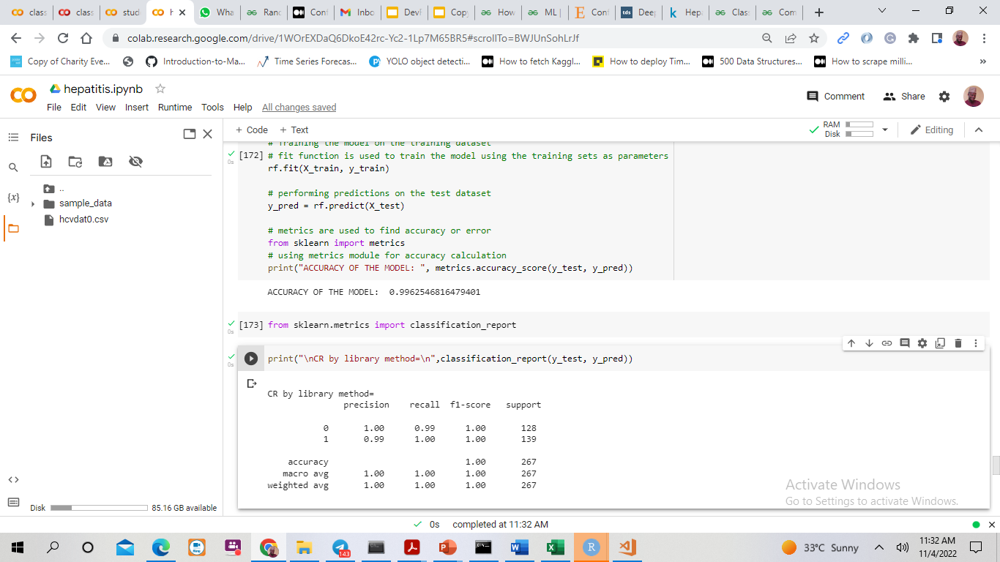 class
class
stud
h
Wha
Rand
Conf
Inbo
Devf
Copy
How
ML |
Conf
Deep
Hepa
Class
Com
colab.research.google.com/drive/1WOrEXDaQ6DkoE42rc-Yc2-1Lp7M65BR5#scrollTo=BWJUnSohLrJf
Copy of Charity Eve...
Introduction-to-Ma...
Time Series Forecas...
YOLO object detecti...
How to fetch Kaggl...
How to deploy Tim...
500 Data Structures...
How to scrape milli...
»
hepatitis.ipynb
File Edit View Insert Runtime Tools Help All changes saved
Comment
Share
Files
+ Code + Text
RAM
Disk
Editing
..
sample_data
hcvdat0.csv
{x}
# Training the model on the training dataset
[172] # fit function is used to train the model using the training sets as parameters
0s
rf.fit(X_train, y_train)
# performing predictions on the test dataset
y_pred = rf.predict(X_test)
# metrics are used to find accuracy or error
from sklearn import metrics
# using metrics module for accuracy calculation
print("ACCURACY OF THE MODEL: ", metrics.accuracy_score(y_test, y_pred))
ACCURACY OF THE MODEL:  0.9962546816479401
[173] from sklearn.metrics import classification_report
0s
print("\nCR by library method=\n",classification_report(y_test, y_pred))
0s
CR by library method=
precision recall f1-score support
0 1.00 0.99 1.00 128
1 0.99 1.00 1.00 139
accuracy 1.00 267
macro avg 1.00 1.00 1.00 267
weighted avg 1.00 1.00 1.00 267
Activate Windows
Go to Settings to activate Windows.
Disk
85.16 GB available
0s completed at 11:32 AM
143
33°C Sunny
11:32 AM
11/4/2022